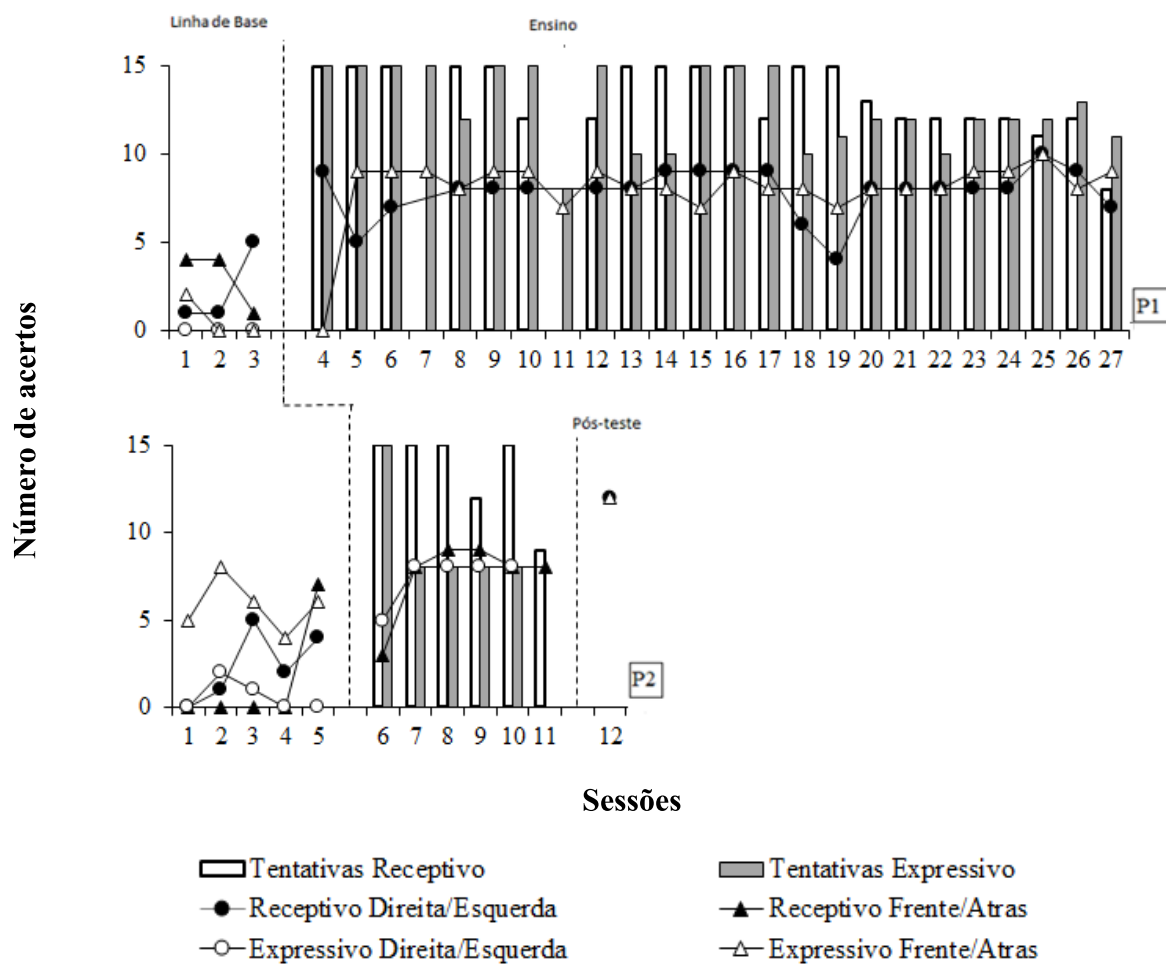 Linha de Base
Ensino
15
10
5
0
1 2 3 4 5 6 7 8 9 10 11 12 13 14 15 16 17 18 19 20 21 22 23 24 25 26 27
P1
Número de acertos
Pós-teste
15
10
5
0
1 2 3 4 5 6 7 8 9 10 11 12
P2
Sessões
Tentativas Receptivo
Tentativas Expressivo
Receptivo Direita/Esquerda
Receptivo Frente/Atras
Expressivo Direita/Esquerda
Expressivo Frente/Atras